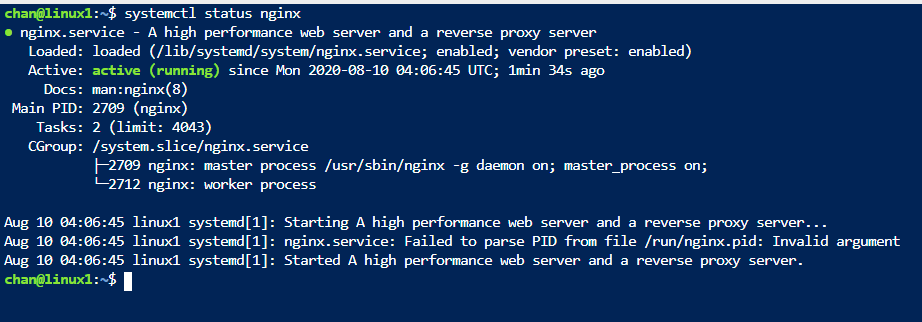 chan@linux1:~$ systemctl status nginx
● nginx.service - A high performance web server and a reverse proxy server
   Loaded: loaded (/lib/systemd/system/nginx.service; enabled; vendor preset: enabled)
   Active: active (running) since Mon 2020-08-10 04:06:45 UTC; 1min 34s ago
     Docs: man:nginx(8)
 Main PID: 2709 (nginx)
    Tasks: 2 (limit: 4043)
   CGroup: /system.slice/nginx.service
           ├─2709 nginx: master process /usr/sbin/nginx -g daemon on; master_process on;
           └─2712 nginx: worker process

Aug 10 04:06:45 linux1 systemd[1]: Starting A high performance web server and a reverse proxy server...
Aug 10 04:06:45 linux1 systemd[1]: nginx.service: Failed to parse PID from file /run/nginx.pid: Invalid argument
Aug 10 04:06:45 linux1 systemd[1]: Started A high performance web server and a reverse proxy server.
chan@linux1:~$